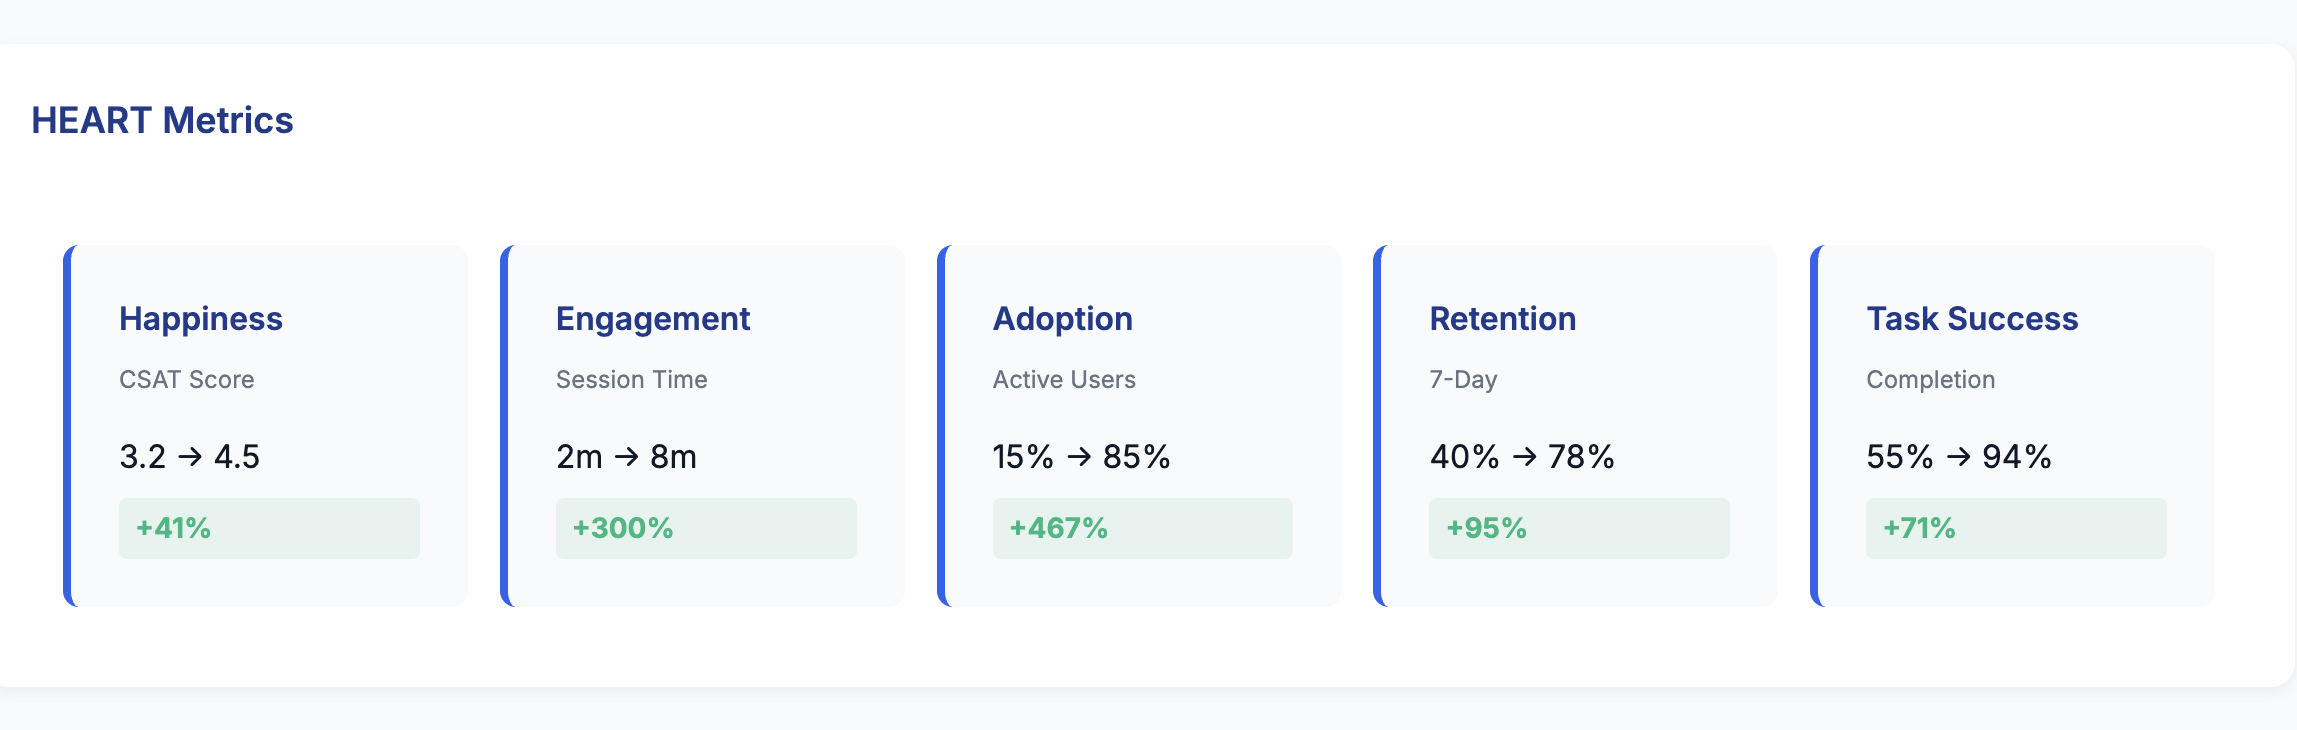 HEART Metrics
Happiness
CSAT Score
3.2 → 4.5
+41%
Engagement
Session Time
2m → 8m
+300%
Adoption
Active Users
15% → 85%
+467%
Retention
7-Day
40% → 78%
+95%
Task Success
Completion
55% → 94%
+71%